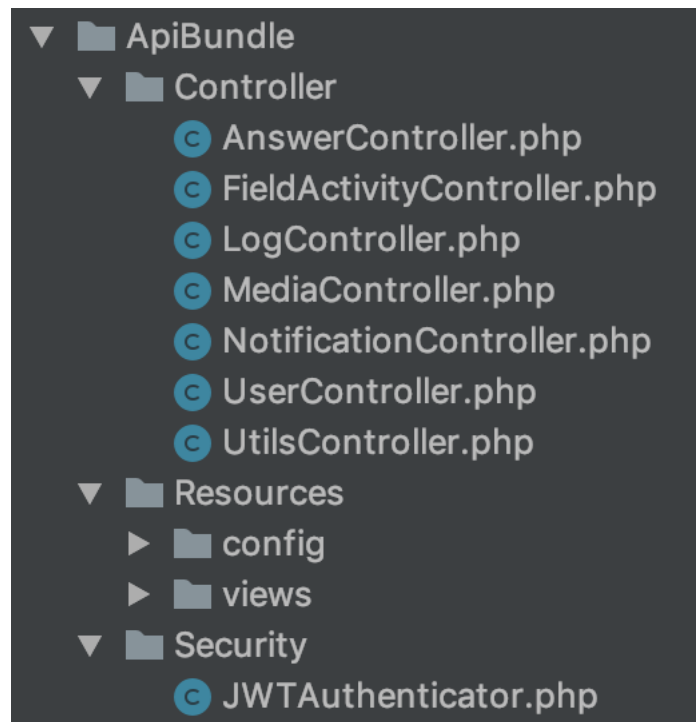 ApiBundle
Controller
C AnswerController.php
C FieldActivityController.php
C LogController.php
C MediaController.php
C NotificationController.php
C UserController.php
C UtilsController.php
Resources
config
views
Security
C JWTAuthenticator.php